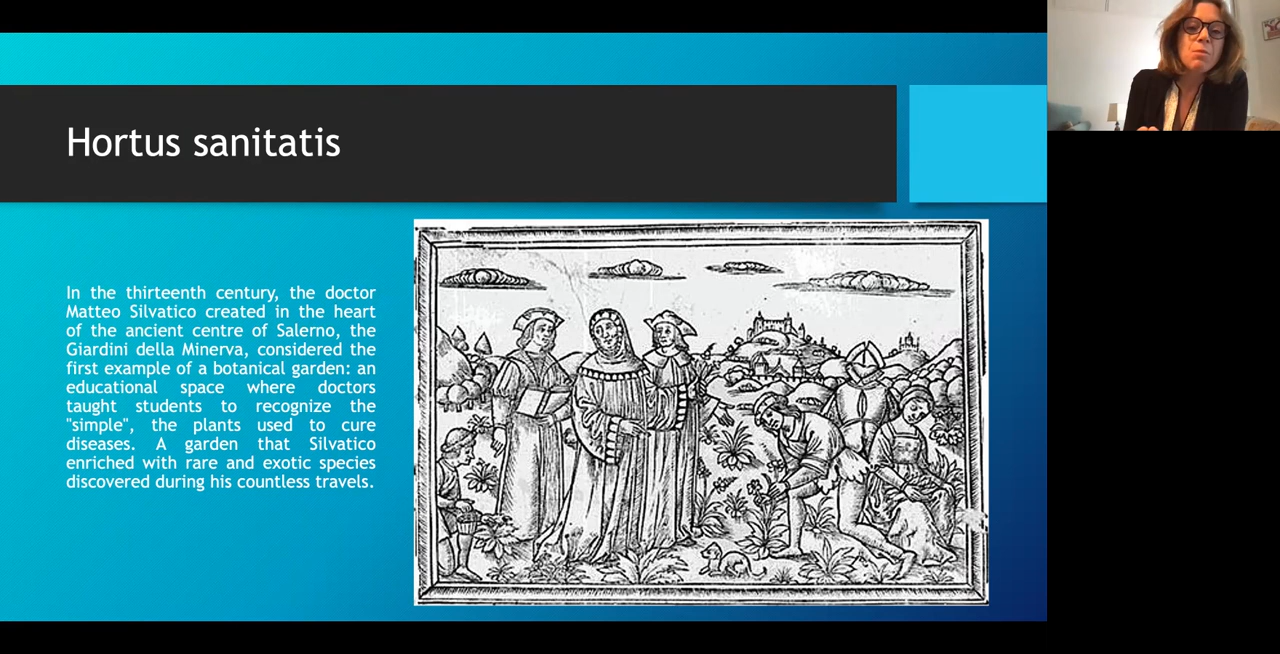 Hortus sanitatis
In the thirteenth century, the doctor
Matteo Silvatico created in the heart
of the ancient centre of Salerno, the
Giardini della Minerva, considered the
first example of a botanical garden: an
educational space where doctors
taught students to recognize the
"simple", the plants used to cure
diseases. A garden that Silvatico
enriched with rare and exotic species
discovered during his countless travels.